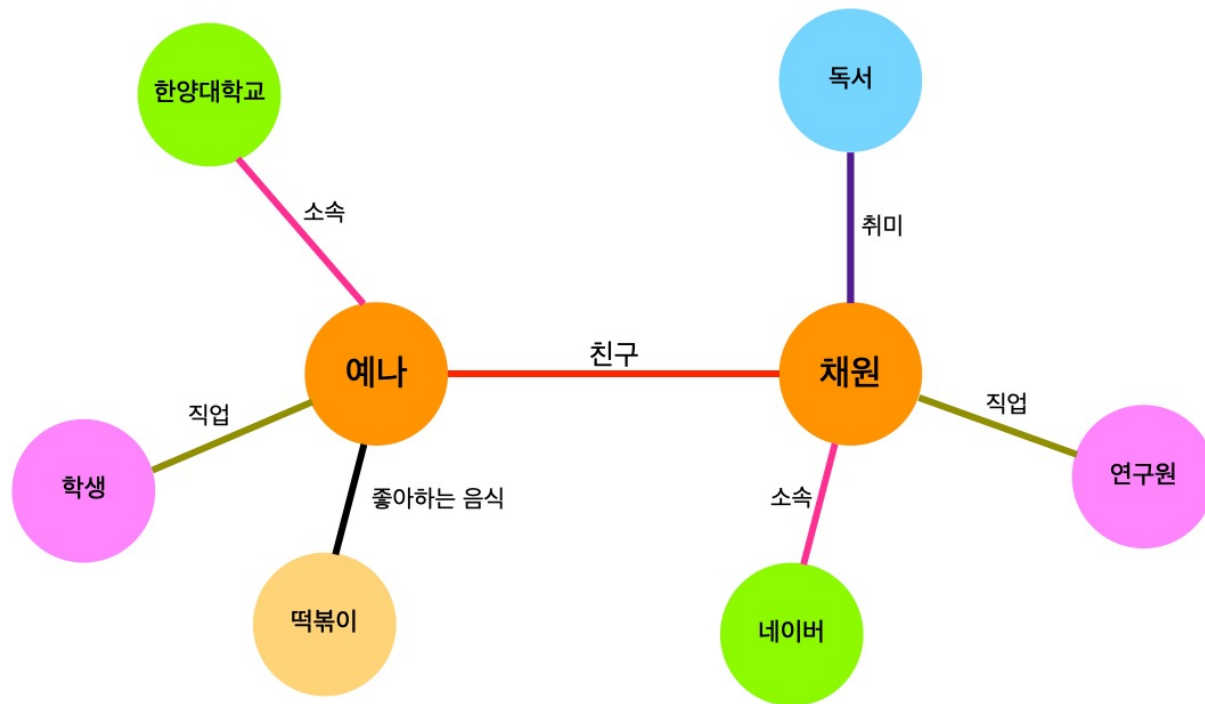 독서
한양대학교
소속
취미
친구
예나
채원
직업
직업
학생
연구원
좋아하는 음식
소속
떡볶이
네이버